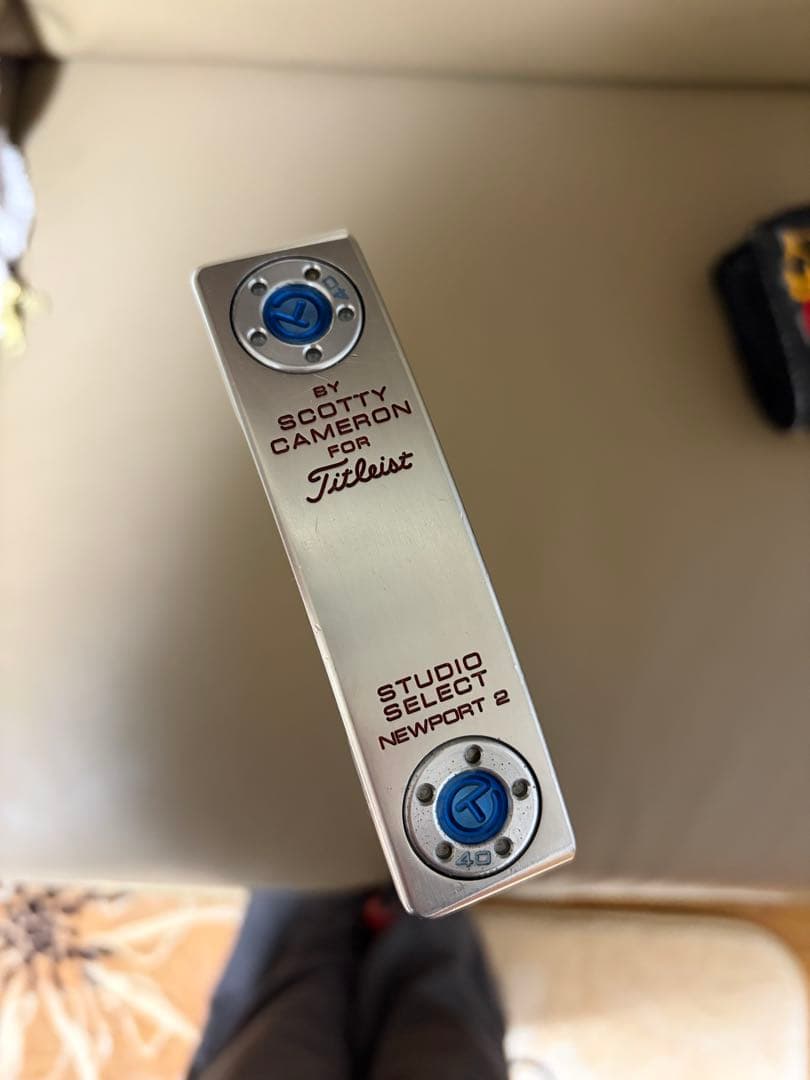 40
T
BY
SCOTTY
CAMERON
FOR
Titleist
STUDIO
SELECT
NEWPORT 2
T
40